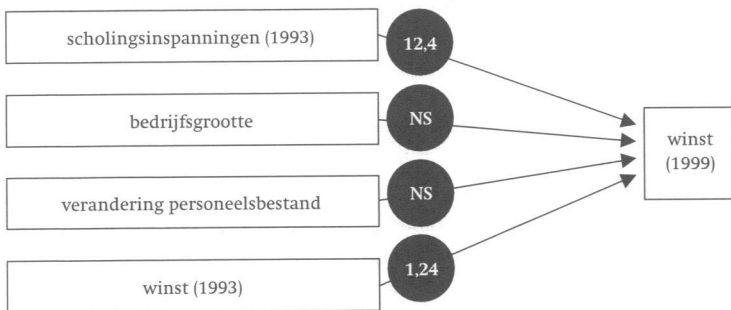 scholingsinspanningen (1993)
12,4
bedrijfsgrootte
NS
verandering personeelsbestand
NS
winst (1993)
1,24
winst
(1999)